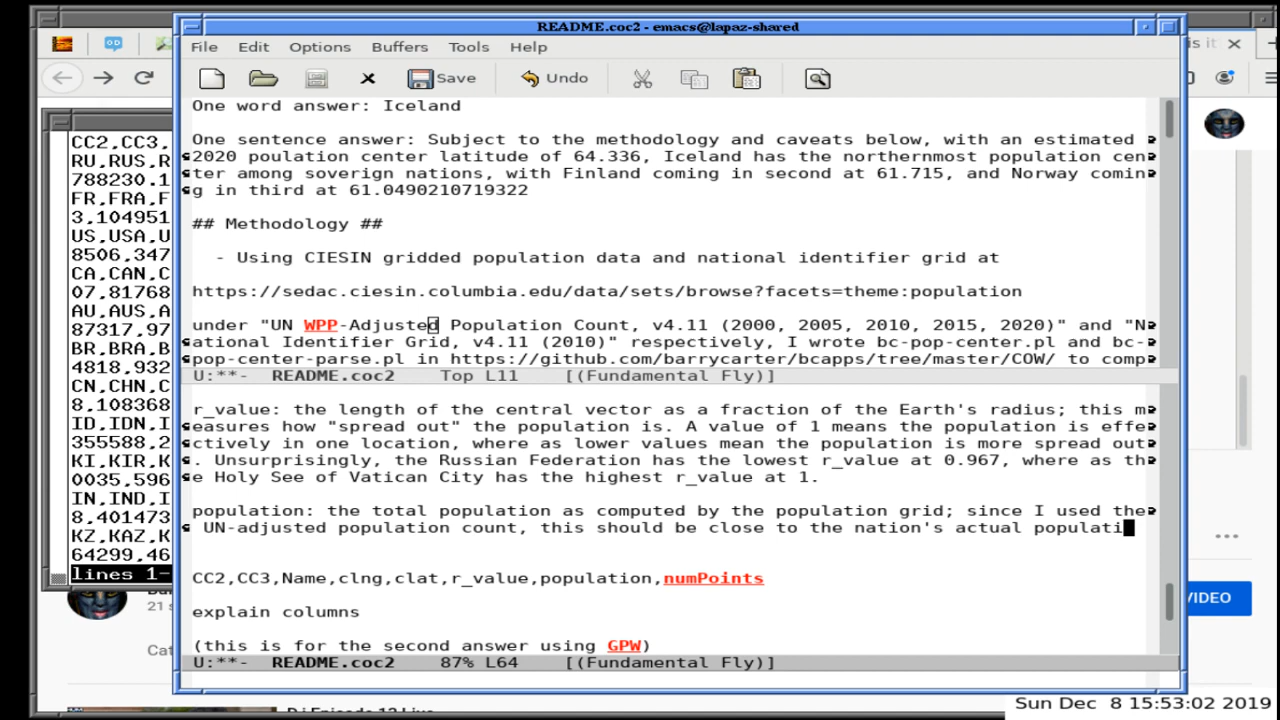 README.coc2 - emacs@lapaz-shared
File Edit Options Buffers Tools Help
Save Undo
One word answer: Iceland
One sentence answer: Subject to the methodology and caveats below, with an estimated
2020 poulation center latitude of 64.336, Iceland has the northernmost population cen
ter among soverign nations, with Finland coming in second at 61.715, and Norway comin
g in third at 61.0490210719322
## Methodology ##
- Using CIESIN gridded population data and national identifier grid at
https://sedac.ciesin.columbia.edu/data/sets/browse?facets=theme:population
under "UN WPP-Adjusted Population Count, v4.11 (2000, 2005, 2010, 2015, 2020)" and "N
ational Identifier Grid, v4.11 (2010)" respectively, I wrote bc-pop-center.pl and bc-
pop-center-parse.pl in https://github.com/barrycarter/bcapps/tree/master/COW/ to comp
U:**- README.coc2 Top L11 [(Fundamental Fly)]
r_value: the length of the central vector as a fraction of the Earth's radius; this m
easures how "spread out" the population is. A value of 1 means the population is effe
ctively in one location, where as lower values mean the population is more spread out
. Unsurprisingly, the Russian Federation has the lowest r_value at 0.967, where as th
e Holy See of Vatican City has the highest r_value at 1.
population: the total population as computed by the population grid; since I used the
UN-adjusted population count, this should be close to the nation's actual populati
CC2,CC3,Name,clng,clat,r_value,population,numPoints
explain columns
(this is for the second answer using GPW)
U:**- README.coc2 87% L64 [(Fundamental Fly)]
CC2,CC3,
RU,RUS,R
788230.1
FR,FRA,F
3,104951
US,USA,U
8506,347
CA,CAN,C
07,81768
AU,AUS,A
87317,97
BR,BRA,B
4818,932
CN,CHN,C
8,108368
ID,IDN,I
355588,2
KI,KIR,K
0035,596
IN,IND,I
8,401473
KZ,KAZ,K
64299,46
lines 1-
is it
21 s
Cat
VIDEO
Sun Dec 8 15:53:02 2019